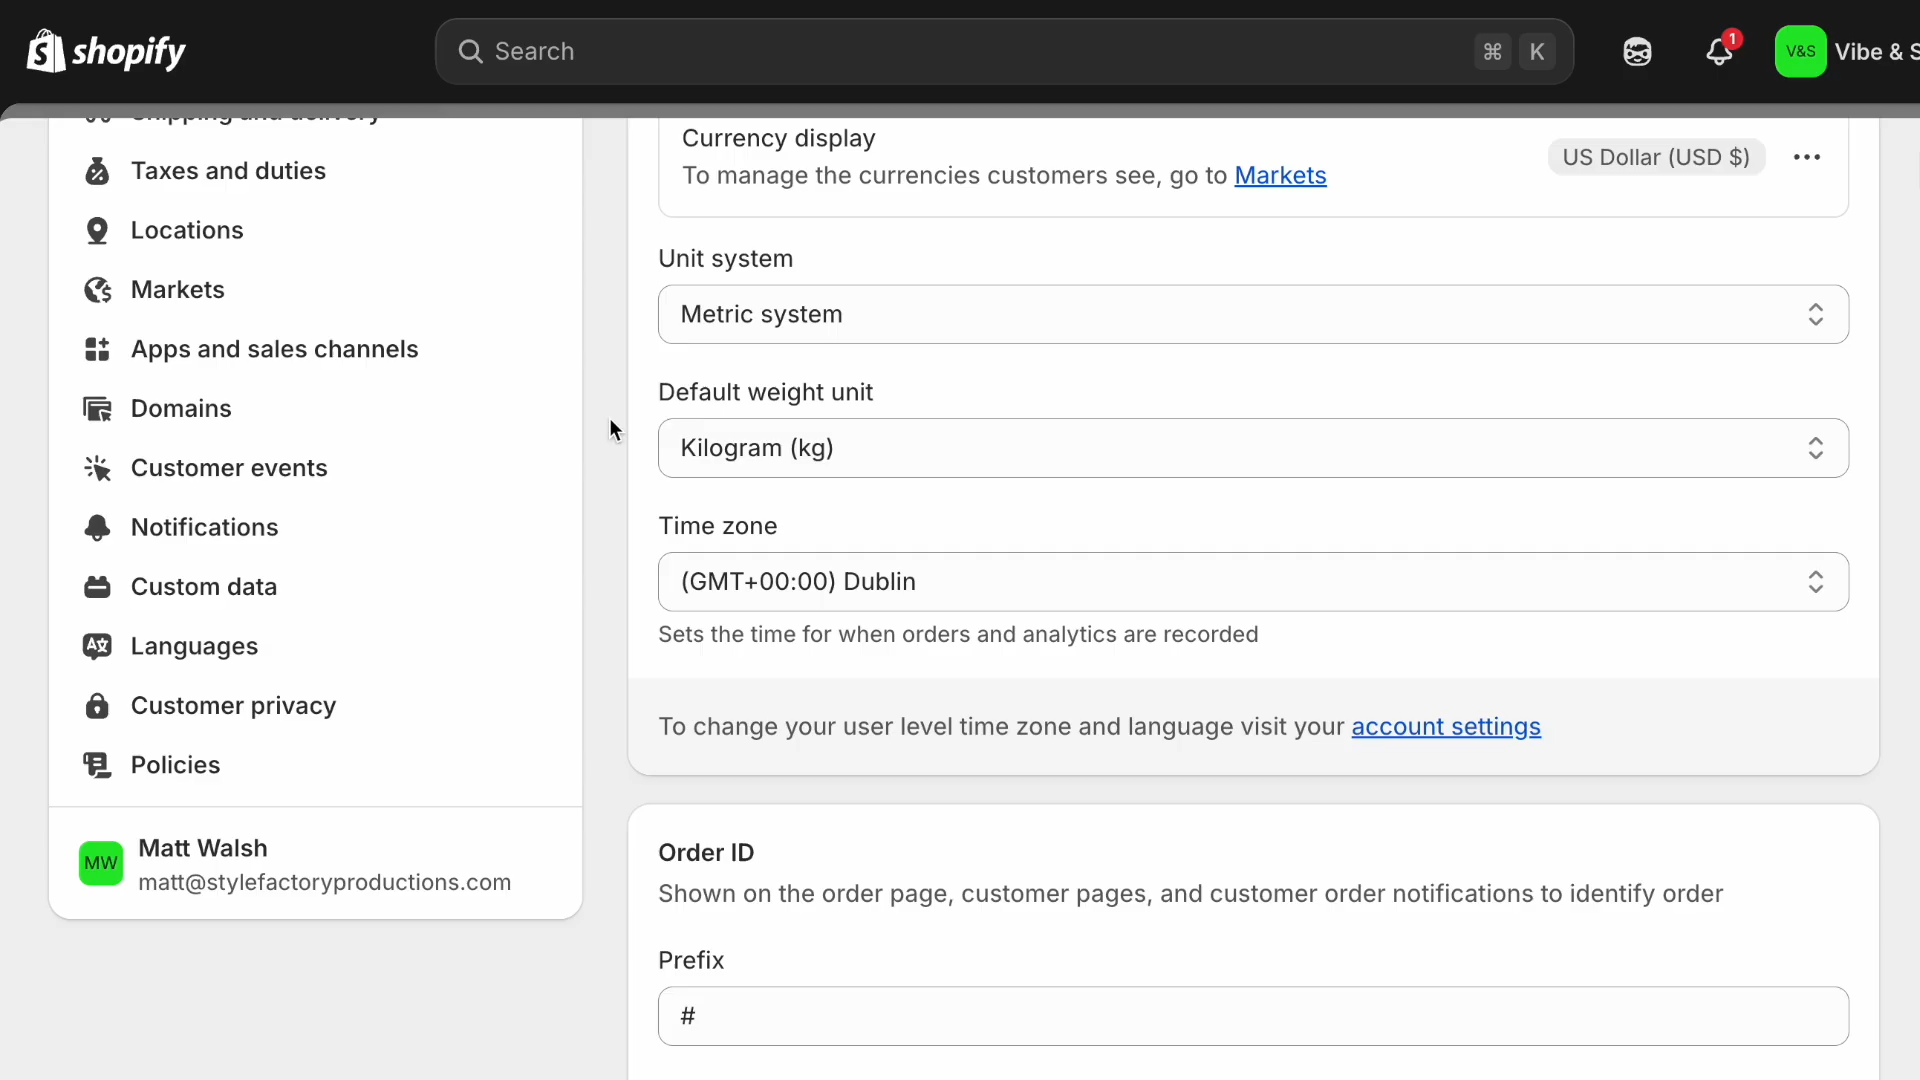 shopify
Search
⌘ K
1
V&S
Vibe & S
Shipping and delivery
Taxes and duties
Locations
Markets
Apps and sales channels
Domains
Customer events
Notifications
Custom data
Languages
Customer privacy
Policies
MW
Matt Walsh
matt@stylefactoryproductions.com
Currency display
To manage the currencies customers see, go to Markets
US Dollar (USD $)
Unit system
Metric system
Default weight unit
Kilogram (kg)
Time zone
(GMT+00:00) Dublin
Sets the time for when orders and analytics are recorded
To change your user level time zone and language visit your account settings
Order ID
Shown on the order page, customer pages, and customer order notifications to identify order
Prefix
#